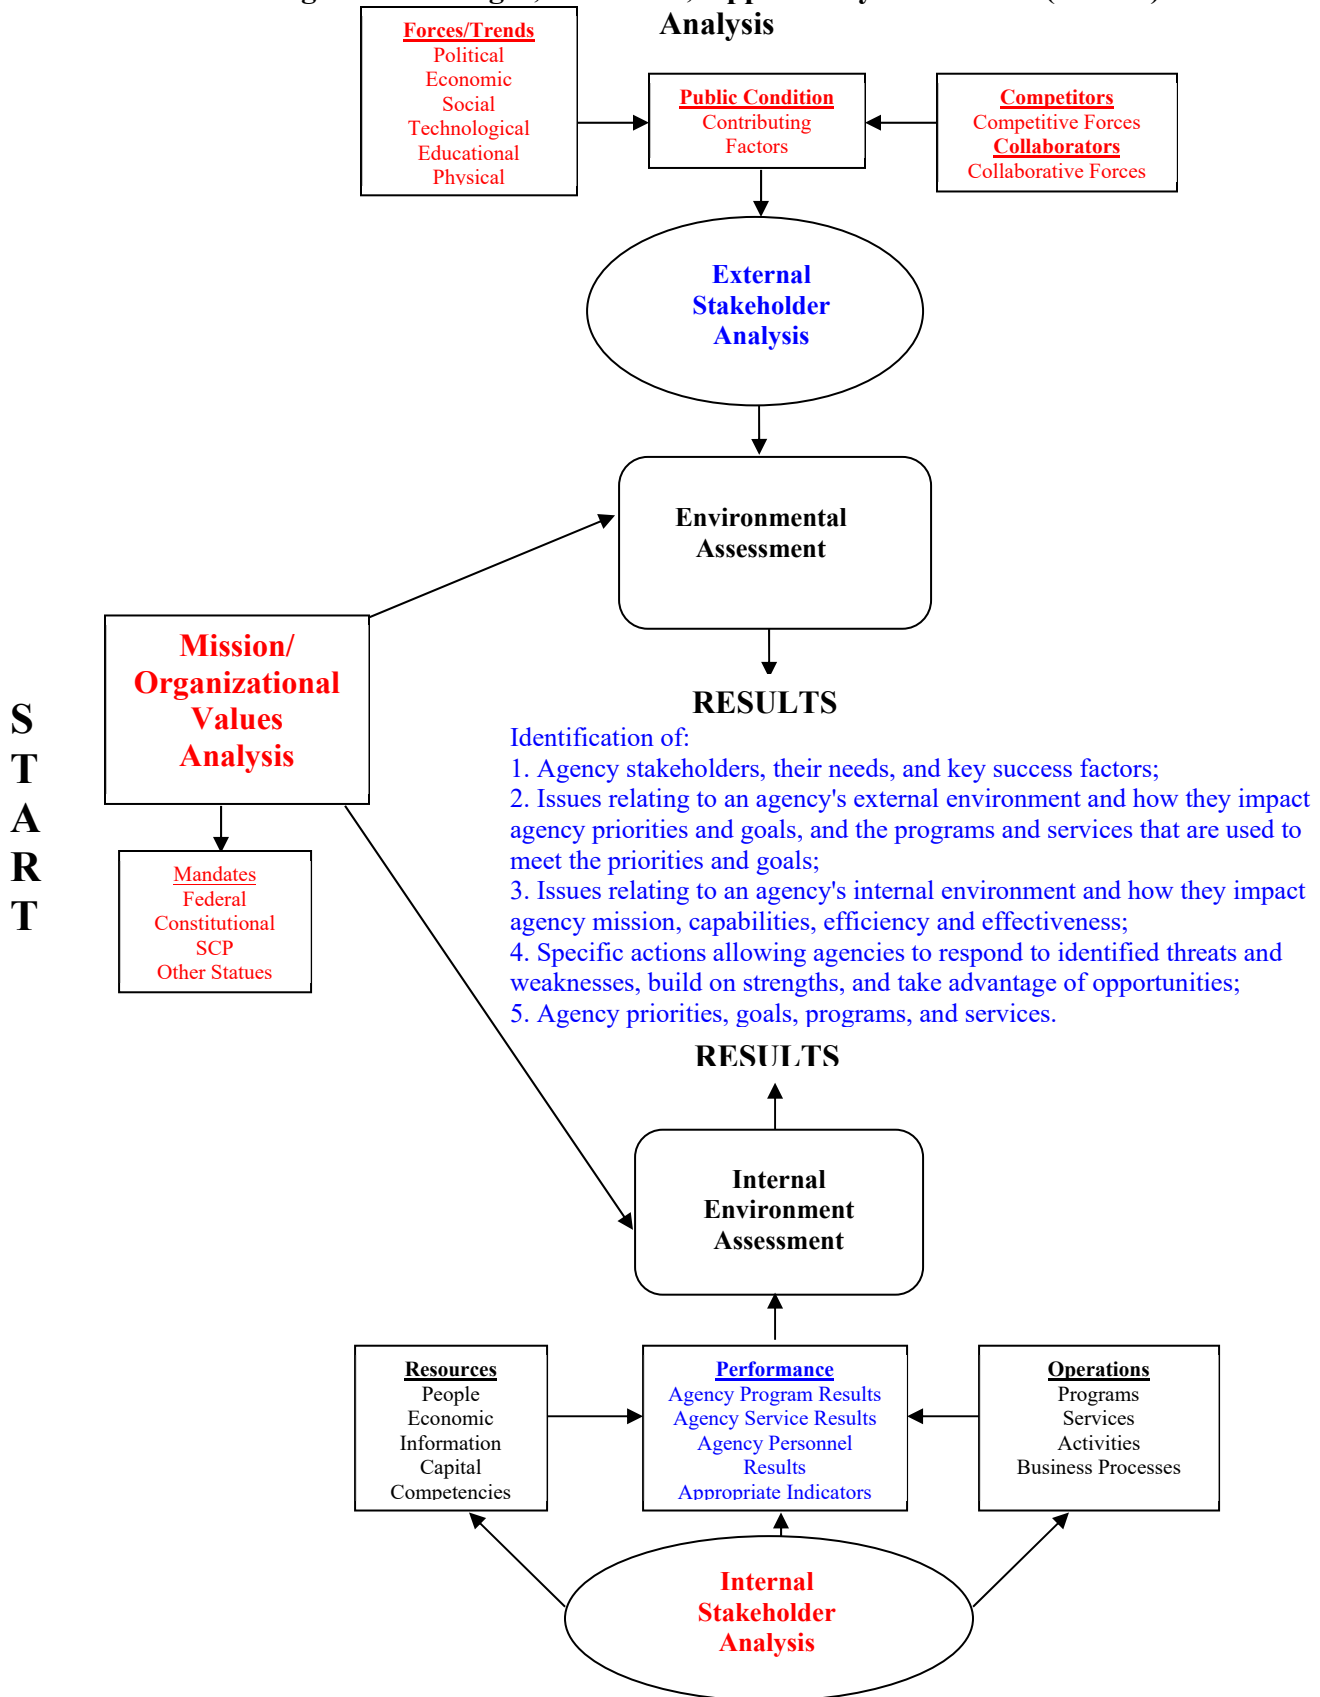 Analysis
Forces/Trends
Political
Economic
Social
Technological
Educational
Physical
Public Condition
Contributing
Factors
Competitors
Competitive Forces
Collaborators
Collaborative Forces
External
Stakeholder
Analysis
Environmental
Assessment
START
Mission/
Organizational
Values
Analysis
Mandates
Federal
Constitutional
SCP
Other Statues
RESULTS
Identification of:
1. Agency stakeholders, their needs, and key success factors;
2. Issues relating to an agency's external environment and how they impact
agency priorities and goals, and the programs and services that are used to
meet the priorities and goals;
3. Issues relating to an agency's internal environment and how they impact
agency mission, capabilities, efficiency and effectiveness;
4. Specific actions allowing agencies to respond to identified threats and
weaknesses, build on strengths, and take advantage of opportunities;
5. Agency priorities, goals, programs, and services.
RESULTS
Internal
Environment
Assessment
Resources
People
Economic
Information
Capital
Competencies
Performance
Agency Program Results
Agency Service Results
Agency Personnel
Results
Appropriate Indicators
Operations
Programs
Services
Activities
Business Processes
Internal
Stakeholder
Analysis